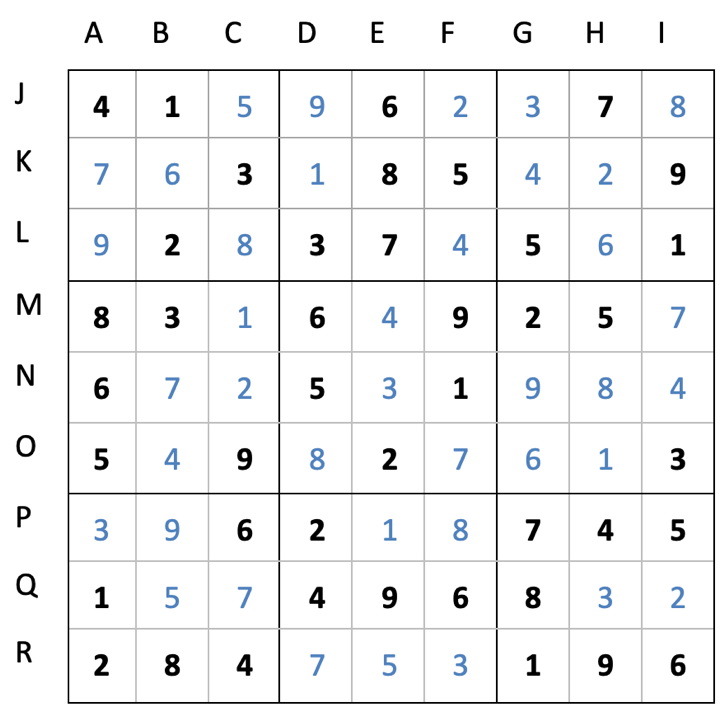 A B C D E F G H I
J 4 1 5 9 6 2 3 7 8
K 7 6 3 1 8 5 4 2 9
L 9 2 8 3 7 4 5 6 1
M 8 3 1 6 4 9 2 5 7
N 6 7 2 5 3 1 9 8 4
O 5 4 9 8 2 7 6 1 3
P 3 9 6 2 1 8 7 4 5
Q 1 5 7 4 9 6 8 3 2
R 2 8 4 7 5 3 1 9 6